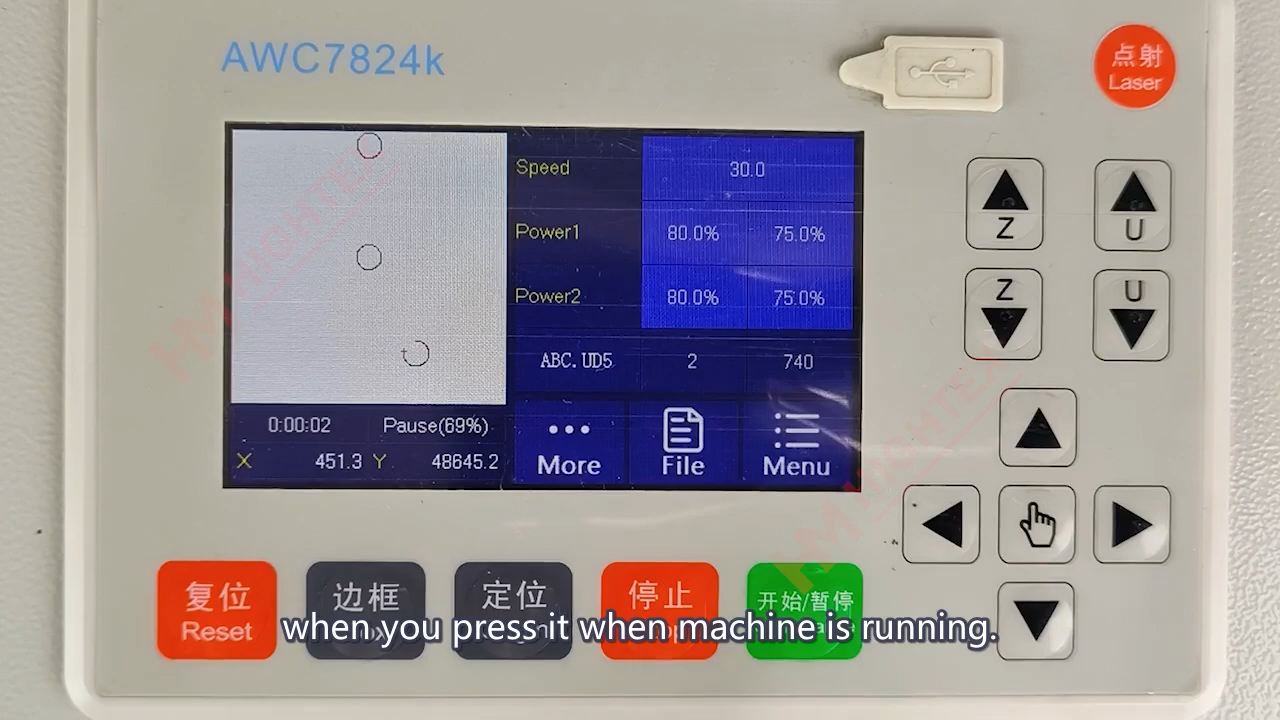 AWC7824k
点射
Laser
Speed 30.0
Power1 80.0% 75.0%
Power2 80.0% 75.0%
ABC.UD5 2 740
0:00:02 Pause(69%)
X 451.3 Y 48645.2
More File Menu
Z
U
Z
U
复位
Reset
边框
定位
停止
开始/暂停
when you press it when machine is running.